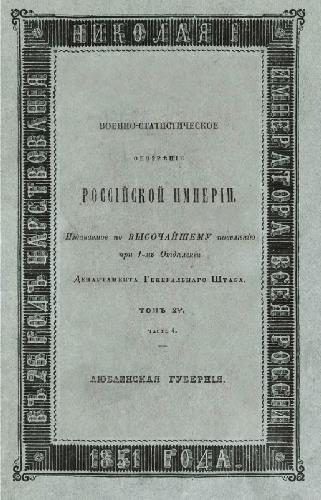 ВЪ 26 ГОДЪ ЦАРСТВОВАНІЯ
НИКОЛАЯ I
ИМПЕРАТОРА ВСЕЯ РОССІИ
ВОЕННО-СТАТИСТИЧЕСКОЕ
ОБОЗРѢНІЕ
РОССІЙСКОЙ ИМПЕРІИ,
Издаваемое по ВЫСОЧАЙШЕМУ повелѣнію
при 1-мъ Отдѣленіи
Департамента Генеральнаго Штаба.
ТОМЪ XV,
ЧАСТЬ 4.
ЛЮБЛИНСКАЯ ГУБЕРНІЯ.
1851 ГОДА.